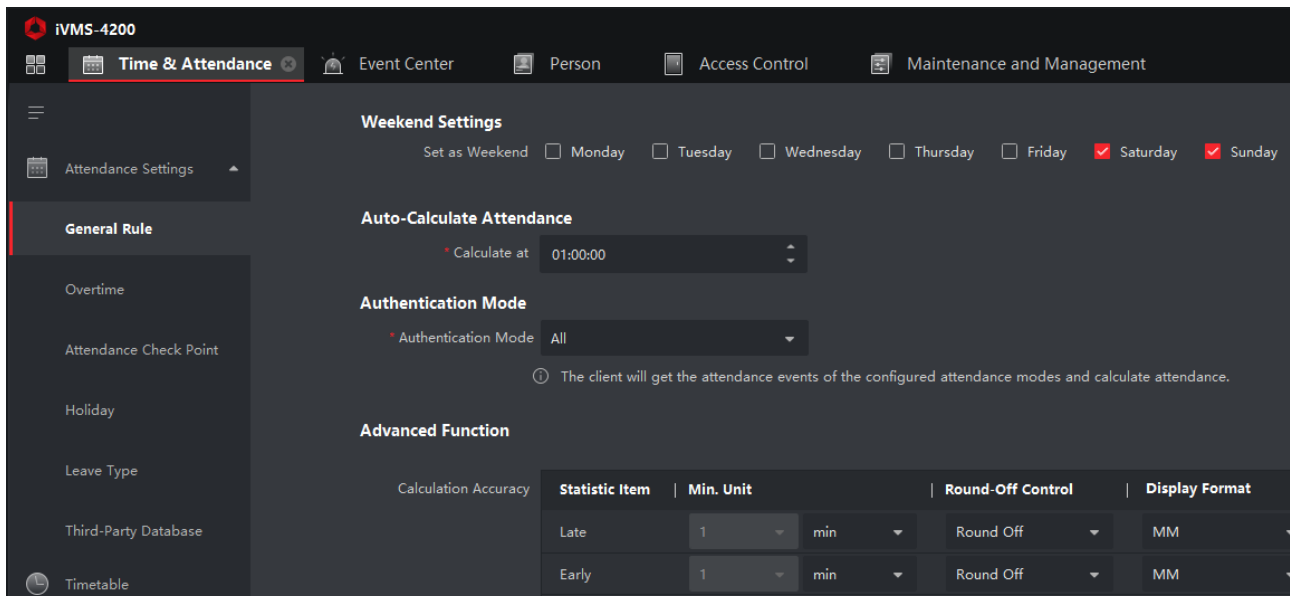 iVMS-4200
Time & Attendance Event Center Person Access Control Maintenance and Management
Weekend Settings
Set as Weekend Monday Tuesday Wednesday Thursday Friday Saturday Sunday
Attendance Settings
Auto-Calculate Attendance
General Rule
* Calculate at 01:00:00
Overtime
Authentication Mode
* Authentication Mode All
Attendance Check Point
The client will get the attendance events of the configured attendance modes and calculate attendance.
Holiday
Advanced Function
Leave Type
Calculation Accuracy Statistic Item | Min. Unit | Round-Off Control | Display Format
Third-Party Database
Late 1 min Round Off MM
Timetable
Early 1 min Round Off MM